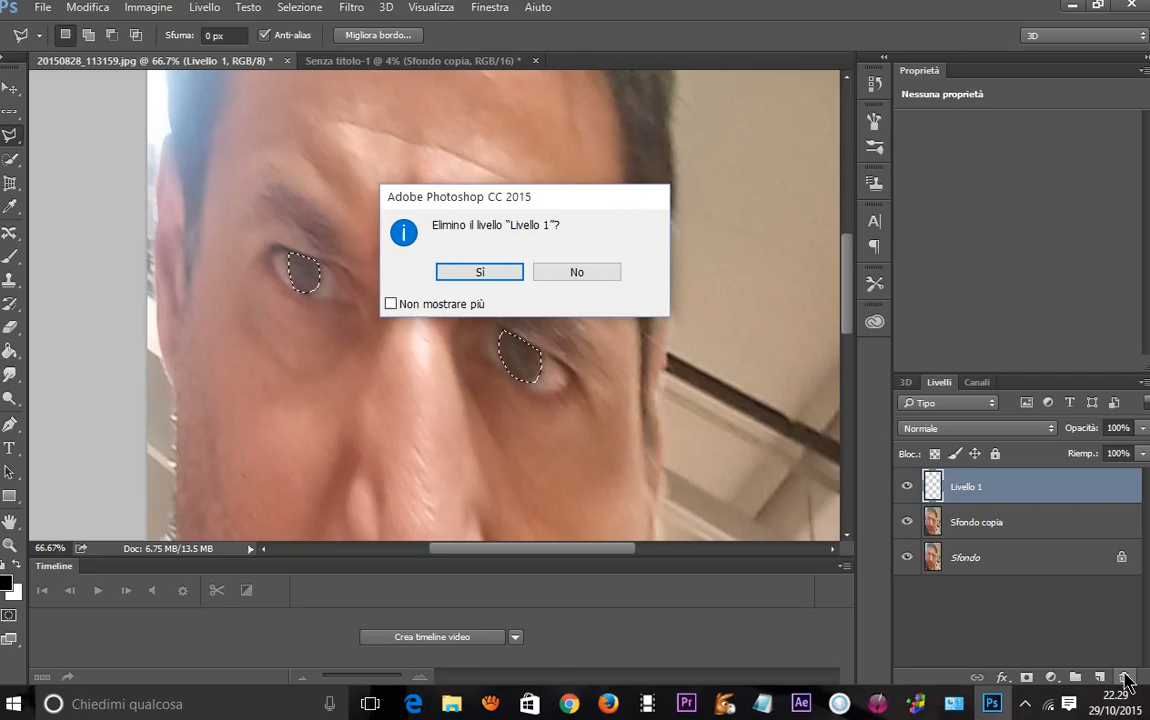 Ps File Modifica Immagine Livello Testo Selezione Filtro 3D Visualizza Finestra Aiuto
Sfuma: 0 px Anti-alias Migliora bordo... 3D
20150828_113159.jpg @ 66.7% (Livello 1, RGB/8) * × Senza titolo-1 @ 4% (Sfondo copia, RGB/16) * ×
Proprietà
Nessuna proprietà
Adobe Photoshop CC 2015
Elimino il livello "Livello 1"?
Sì No
Non mostrare più
3D Livelli Canali
Tipo
Normale Opacità: 100%
Bloc.: Riemp.: 100%
Livello 1
Sfondo copia
Sfondo
66.67% Doc: 6.75 MB/13.5 MB
Timeline
Crea timeline video
Chiedimi qualcosa
Pr Ae Ps
22.29
29/10/2015